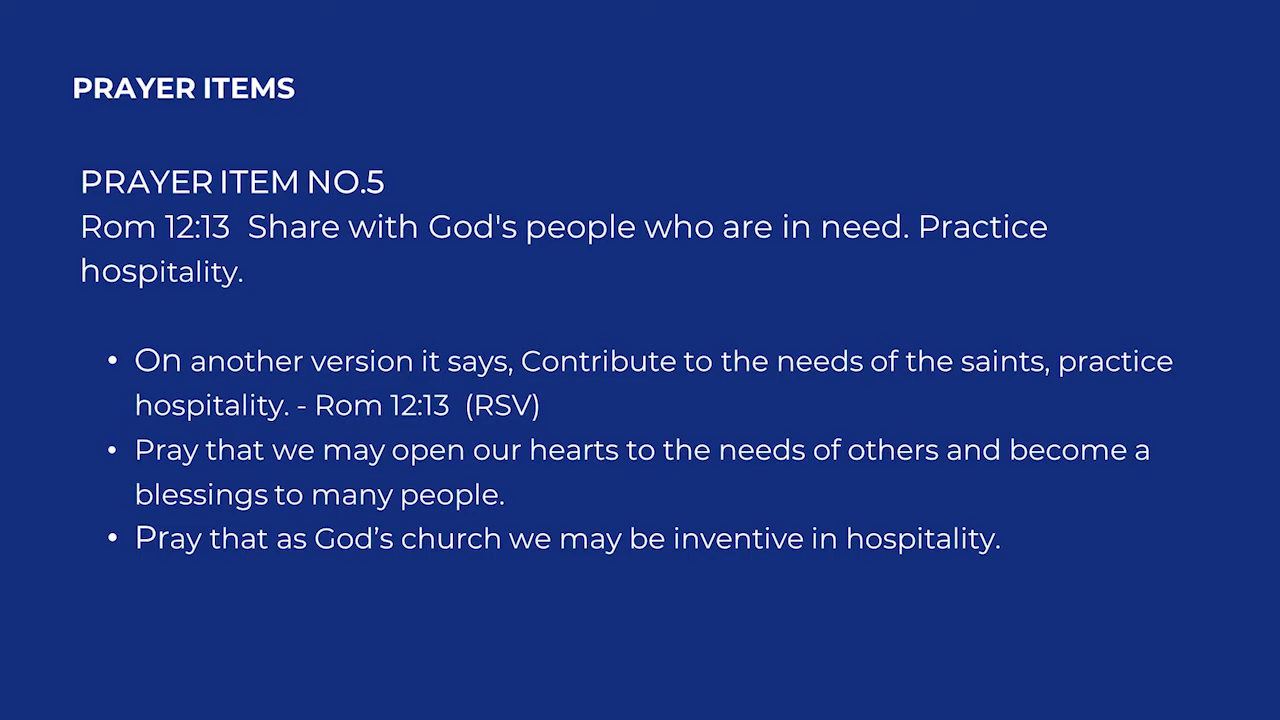 PRAYER ITEMS
PRAYER ITEM NO.5
Rom 12:13  Share with God's people who are in need. Practice
hospitality.
• On another version it says, Contribute to the needs of the saints, practice
hospitality. - Rom 12:13  (RSV)
• Pray that we may open our hearts to the needs of others and become a
blessings to many people.
• Pray that as God’s church we may be inventive in hospitality.